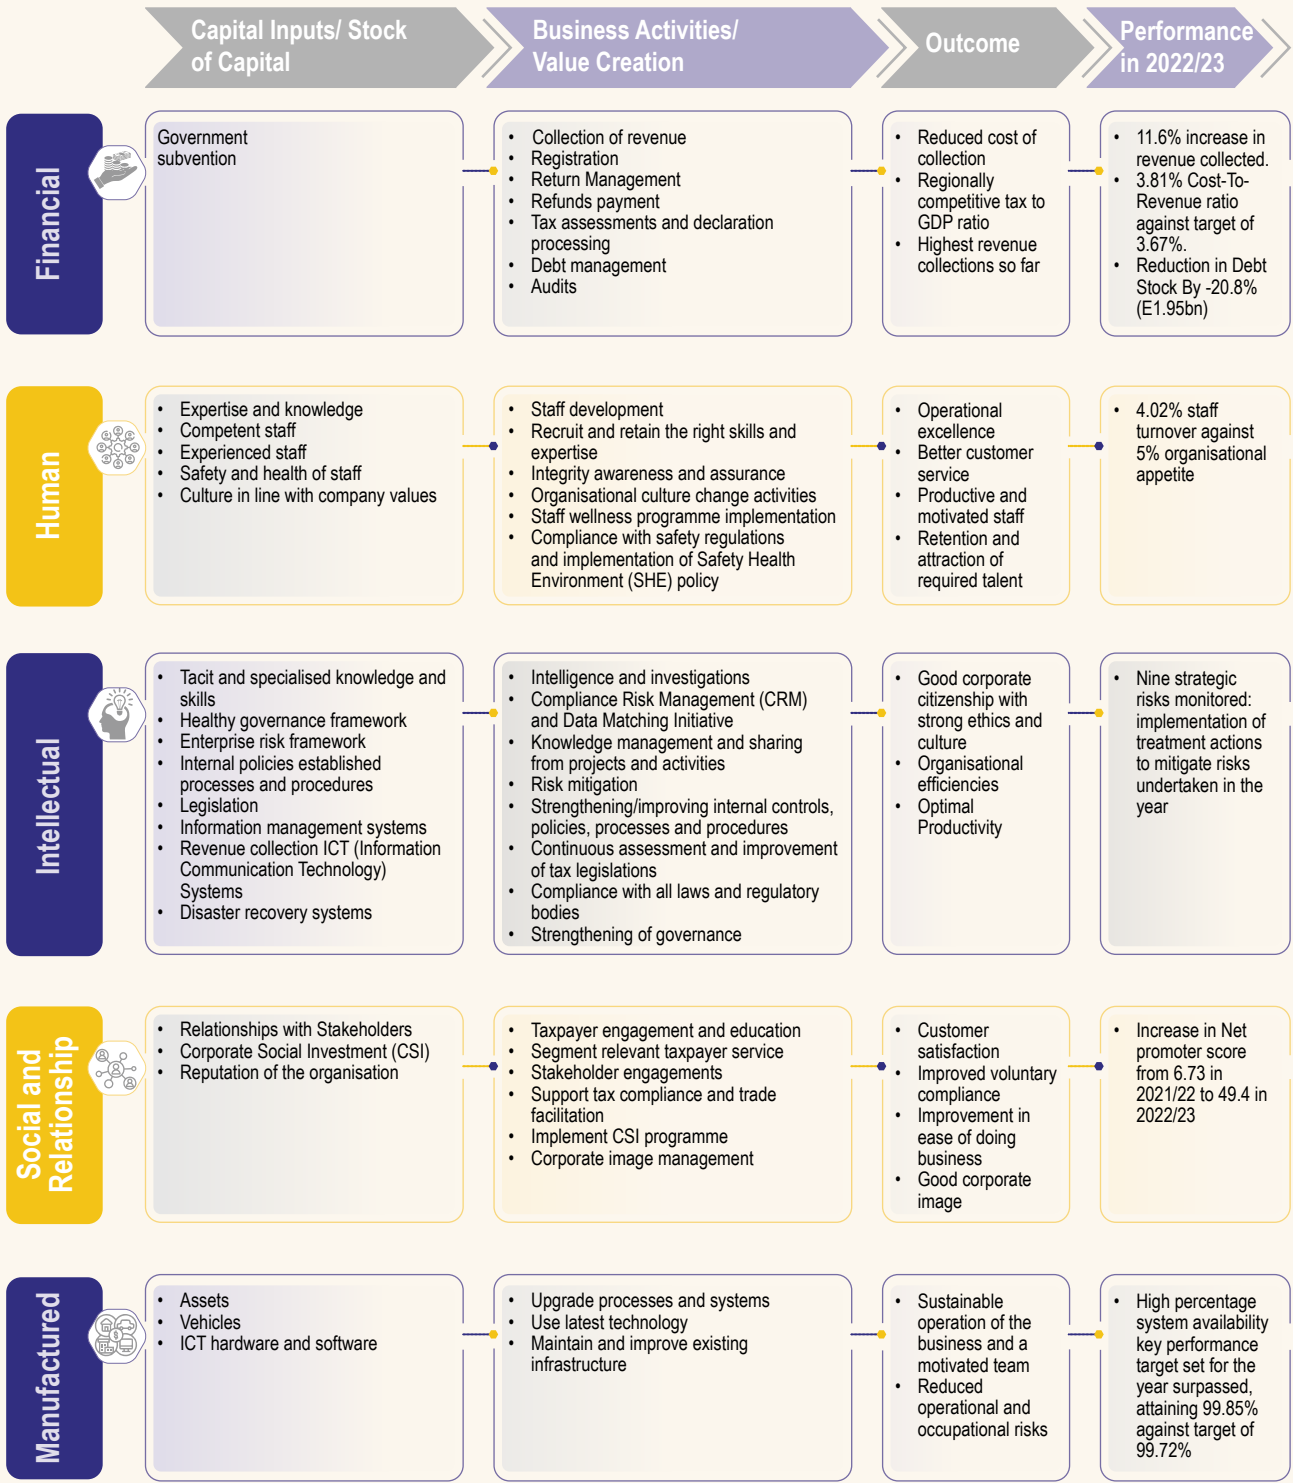 Capital Inputs/ Stock
of Capital
Business Activities/
Value Creation
Outcome
Performance
in 2022/23
Financial
Government
subvention
• Collection of revenue
• Registration
• Return Management
• Refunds payment
• Tax assessments and declaration
processing
• Debt management
• Audits
• Reduced cost of
collection
• Regionally
competitive tax to
GDP ratio
• Highest revenue
collections so far
• 11.6% increase in
revenue collected.
• 3.81% Cost-To-
Revenue ratio
against target of
3.67%.
• Reduction in Debt
Stock By -20.8%
(E1.95bn)
Human
• Expertise and knowledge
• Competent staff
• Experienced staff
• Safety and health of staff
• Culture in line with company values
• Staff development
• Recruit and retain the right skills and
expertise
• Integrity awareness and assurance
• Organisational culture change activities
• Staff wellness programme implementation
• Compliance with safety regulations
and implementation of Safety Health
Environment (SHE) policy
• Operational
excellence
• Better customer
service
• Productive and
motivated staff
• Retention and
attraction of
required talent
• 4.02% staff
turnover against
5% organisational
appetite
Intellectual
• Tacit and specialised knowledge and
skills
• Healthy governance framework
• Enterprise risk framework
• Internal policies established
processes and procedures
• Legislation
• Information management systems
• Revenue collection ICT (Information
Communication Technology)
Systems
• Disaster recovery systems
• Intelligence and investigations
• Compliance Risk Management (CRM)
and Data Matching Initiative
• Knowledge management and sharing
from projects and activities
• Risk mitigation
• Strengthening/improving internal controls,
policies, processes and procedures
• Continuous assessment and improvement
of tax legislations
• Compliance with all laws and regulatory
bodies
• Strengthening of governance
• Good corporate
citizenship with
strong ethics and
culture
• Organisational
efficiencies
• Optimal
Productivity
• Nine strategic
risks monitored:
implementation of
treatment actions
to mitigate risks
undertaken in the
year
Social and
Relationship
• Relationships with Stakeholders
• Corporate Social Investment (CSI)
• Reputation of the organisation
• Taxpayer engagement and education
• Segment relevant taxpayer service
• Stakeholder engagements
• Support tax compliance and trade
facilitation
• Implement CSI programme
• Corporate image management
• Customer
satisfaction
• Improved voluntary
compliance
• Improvement in
ease of doing
business
• Good corporate
image
• Increase in Net
promoter score
from 6.73 in
2021/22 to 49.4 in
2022/23
Manufactured
• Assets
• Vehicles
• ICT hardware and software
• Upgrade processes and systems
• Use latest technology
• Maintain and improve existing
infrastructure
• Sustainable
operation of the
business and a
motivated team
• Reduced
operational and
occupational risks
• High percentage
system availability
key performance
target set for the
year surpassed,
attaining 99.85%
against target of
99.72%